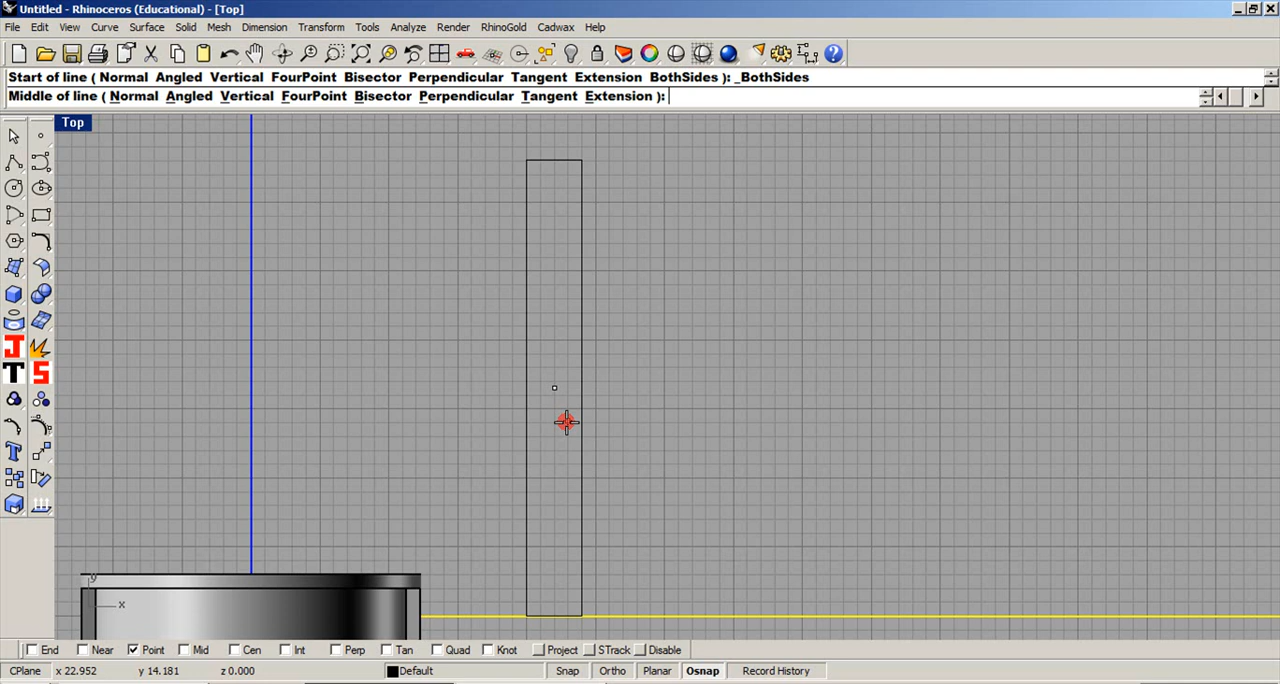 Untitled - Rhinoceros (Educational) - [Top]
File Edit View Curve Surface Solid Mesh Dimension Transform Tools Analyze Render RhinoGold Cadwax Help
Start of line ( Normal Angled Vertical FourPoint Bisector Perpendicular Tangent Extension BothSides ): _BothSides
Middle of line ( Normal Angled Vertical FourPoint Bisector Perpendicular Tangent Extension ):
Top
J
T S
T
y
x
End Near Point Mid Cen Int Perp Tan Quad Knot Project STrack Disable
CPlane x 22.952 y 14.181 z 0.000 Default Snap Ortho Planar Osnap Record History